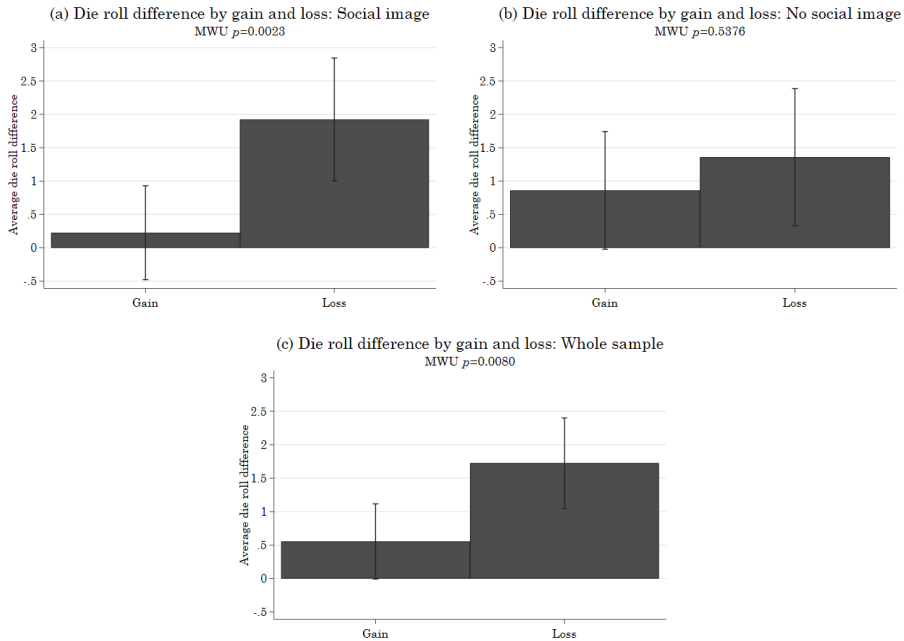 (a) Die roll difference by gain and loss: Social image
MWU p=0.0023
Average die roll difference
3
2.5
2
1.5
1
.5
0
-.5
Gain
Loss
(b) Die roll difference by gain and loss: No social image
MWU p=0.5376
Average die roll difference
3
2.5
2
1.5
1
.5
0
-.5
Gain
Loss
(c) Die roll difference by gain and loss: Whole sample
MWU p=0.0080
Average die roll difference
3
2.5
2
1.5
1
.5
0
-.5
Gain
Loss